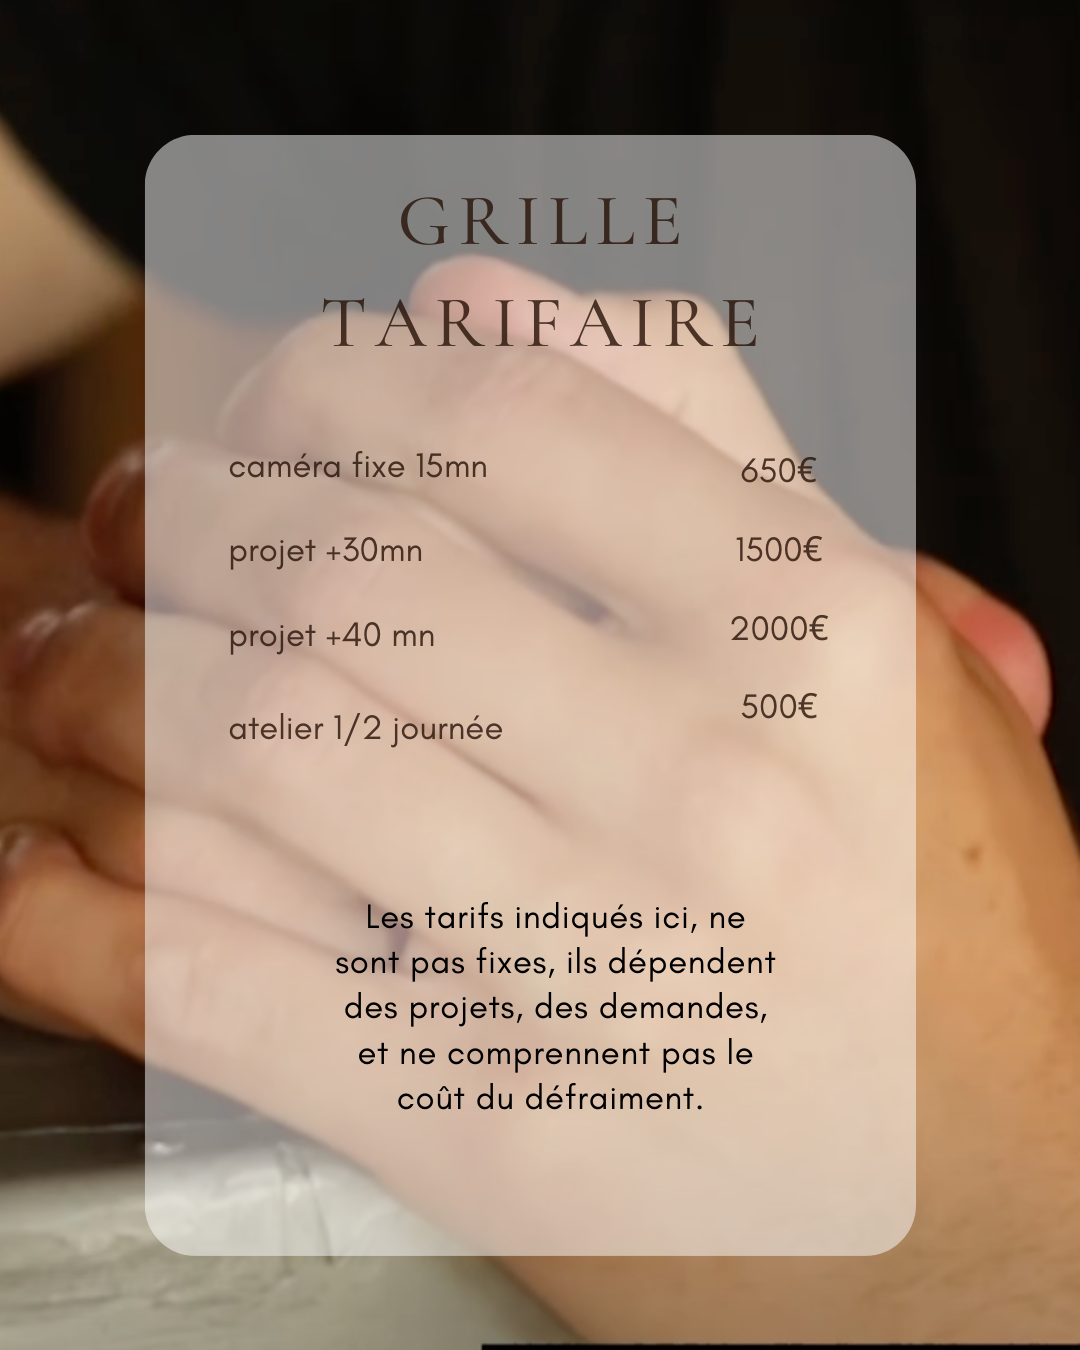 GRILLE
TARIFAIRE
caméra fixe 15mn 650€
projet +30mn 1500€
projet +40 mn 2000€
atelier 1/2 journée 500€
Les tarifs indiqués ici, ne
sont pas fixes, ils dépendent
des projets, des demandes,
et ne comprennent pas le
coût du défraiment.